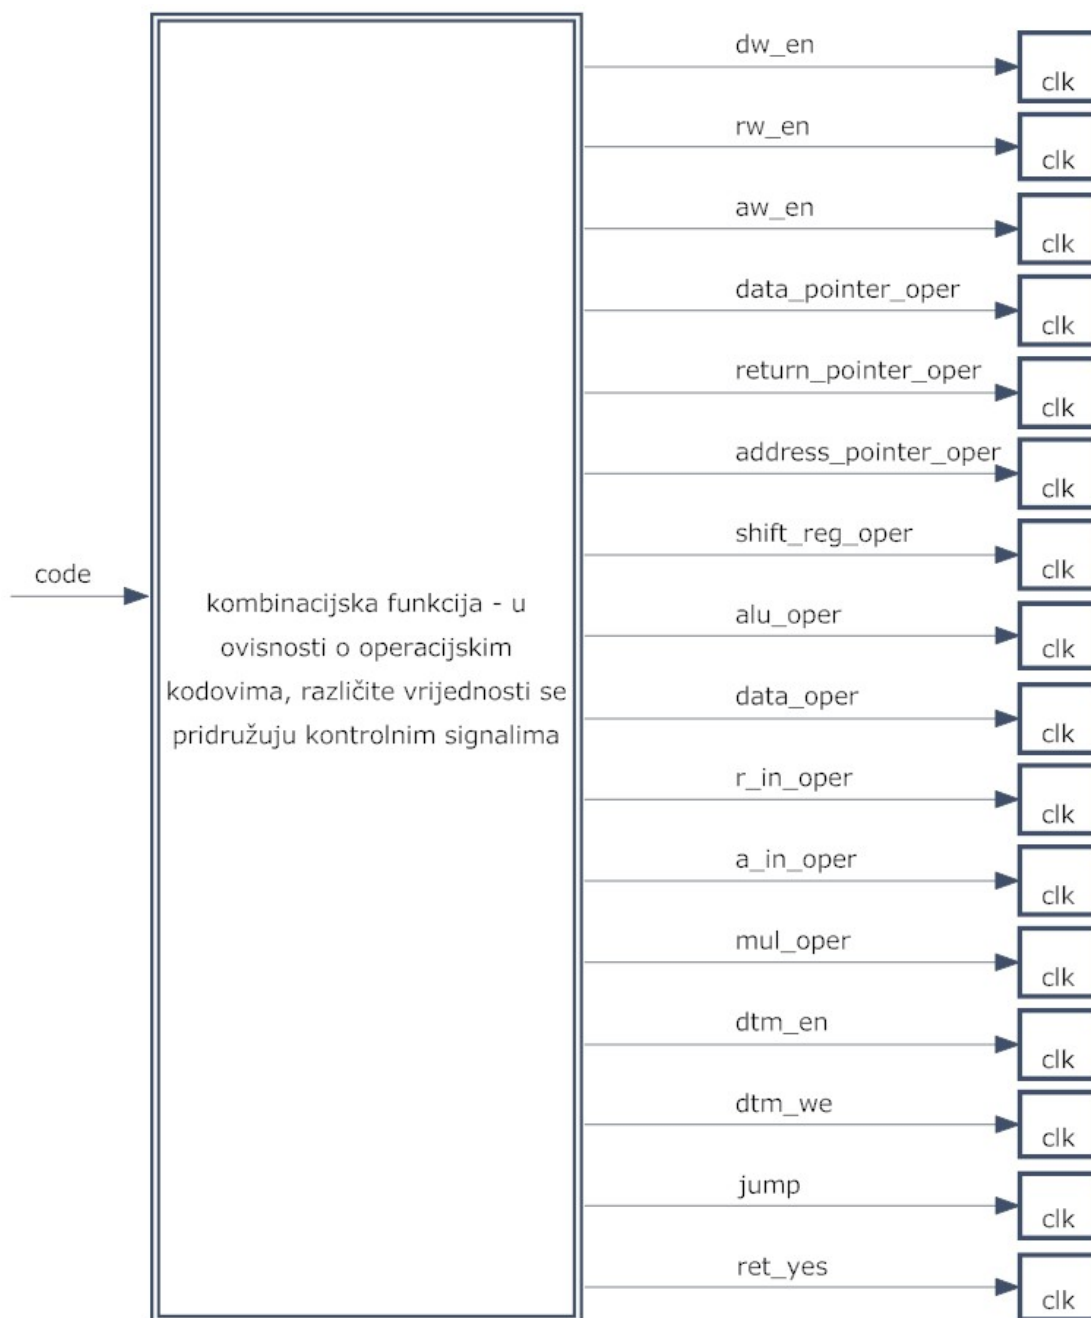 dw_en
clk
rw_en
clk
aw_en
clk
data_pointer_oper
clk
return_pointer_oper
clk
address_pointer_oper
clk
shift_reg_oper
clk
code
kombinacijska funkcija - u
ovisnosti o operacijskim
kodovima, različite vrijednosti se
pridružuju kontrolnim signalima
alu_oper
clk
data_oper
clk
r_in_oper
clk
a_in_oper
clk
mul_oper
clk
dtm_en
clk
dtm_we
clk
jump
clk
ret_yes
clk